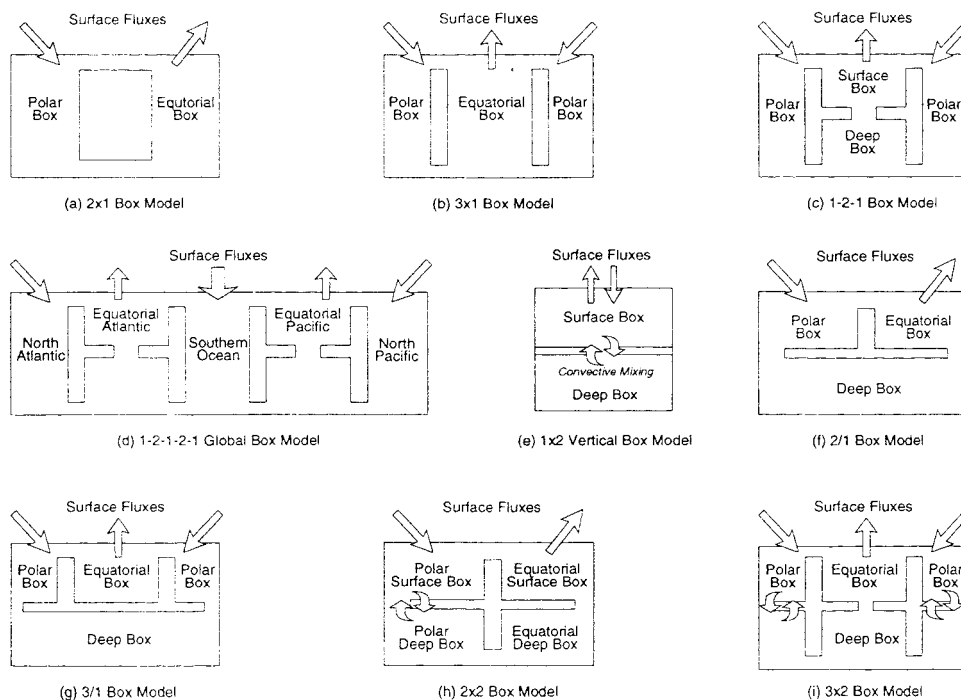 Surface Fluxes
Polar Box
Equtorial Box
(a) 2x1 Box Model
Surface Fluxes
Polar Box
Equatorial Box
Polar Box
(b) 3x1 Box Model
Surface Fluxes
Polar Box
Surface Box
Deep Box
Polar Box
(c) 1-2-1 Box Model
Surface Fluxes
North Atlantic
Equatorial Atlantic
Southern Ocean
Equatorial Pacific
North Pacific
(d) 1-2-1-2-1 Global Box Model
Surface Fluxes
Surface Box
Convective Mixing
Deep Box
(e) 1x2 Vertical Box Model
Surface Fluxes
Polar Box
Equatorial Box
Deep Box
(f) 2/1 Box Model
Surface Fluxes
Polar Box
Equatorial Box
Polar Box
Deep Box
(g) 3/1 Box Model
Surface Fluxes
Polar Surface Box
Equatorial Surface Box
Polar Deep Box
Equatorial Deep Box
(h) 2x2 Box Model
Surface Fluxes
Polar Box
Equatorial Box
Polar Box
Deep Box
(i) 3x2 Box Model